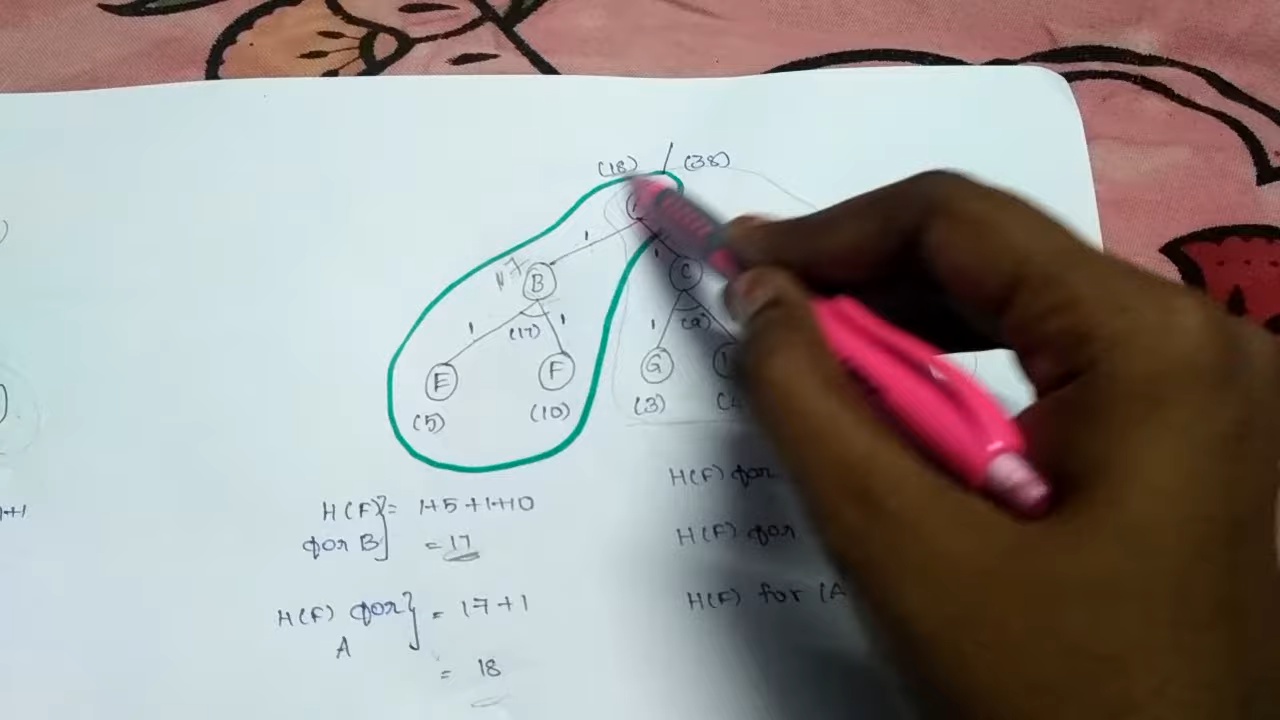 (18) (38)
1
17 B
C
1 (17) 1
1 (9)
E F G
(5) (10) (3)
H(F)} = 1+5+1+10
for B] = 17
H(F) for} = 17+1
A
= 18
H(F) for
H(F) for
H(F) for (A